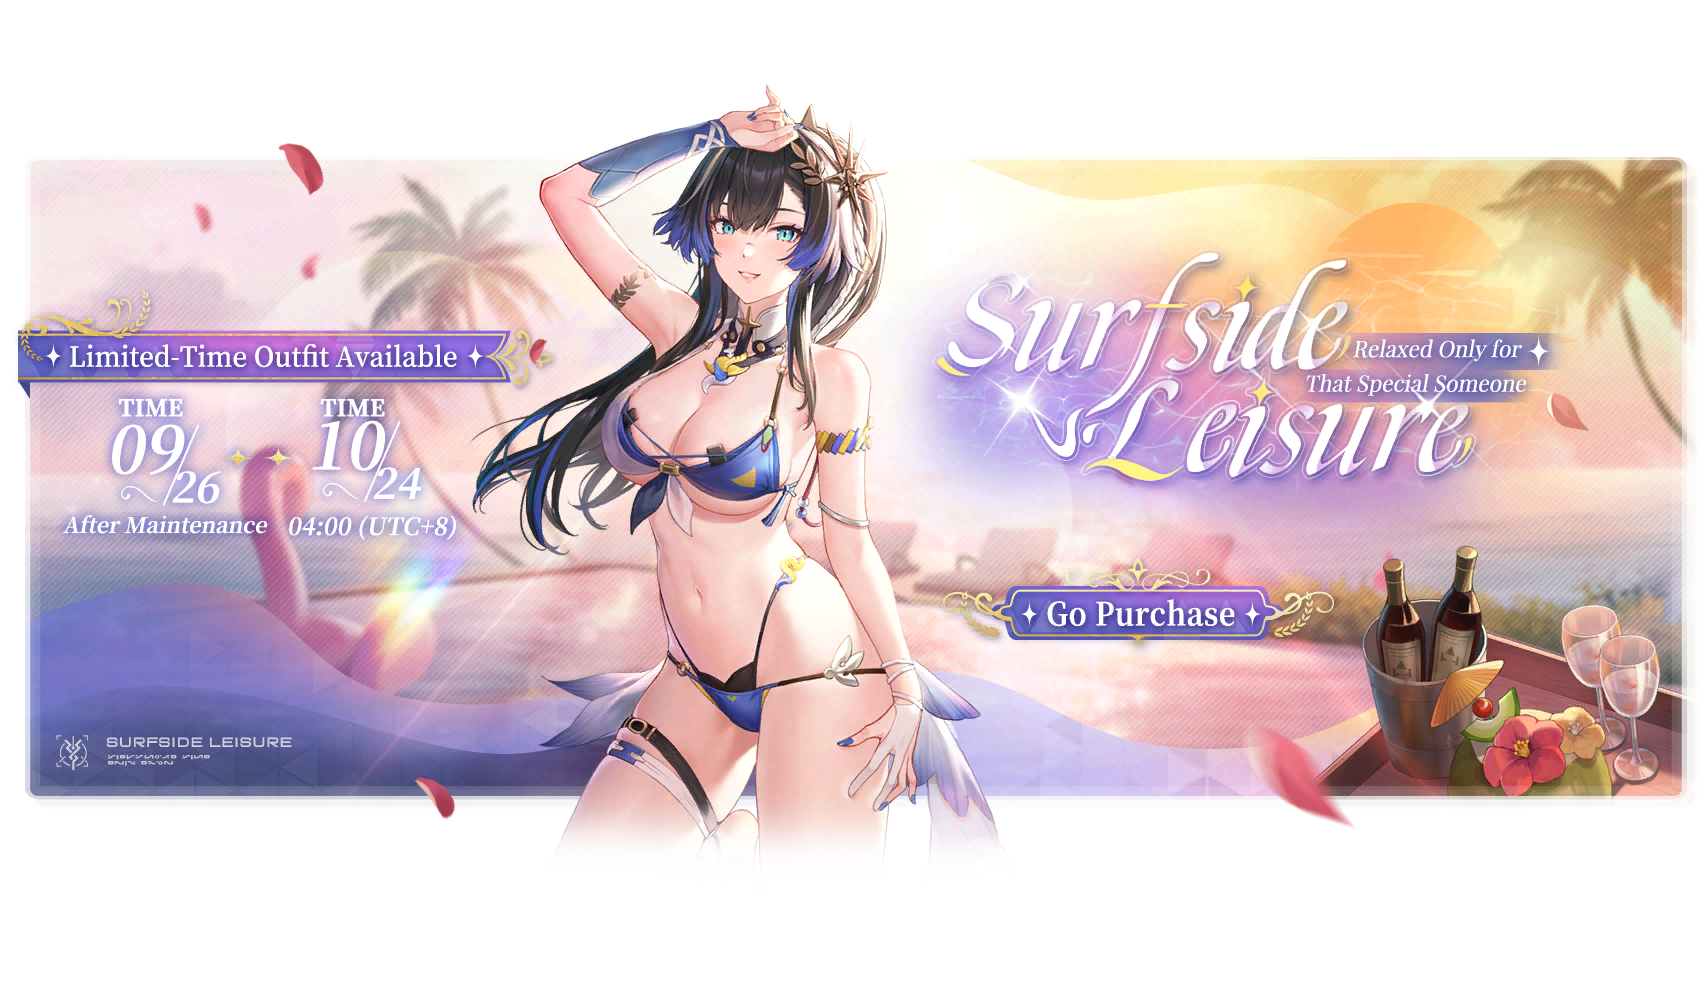 Limited-Time Outfit Available
TIME
09/26
After Maintenance
TIME
10/24
04:00 (UTC+8)
Surfside
Leisure
Relaxed Only for
That Special Someone
Go Purchase
SURFSIDE LEISURE